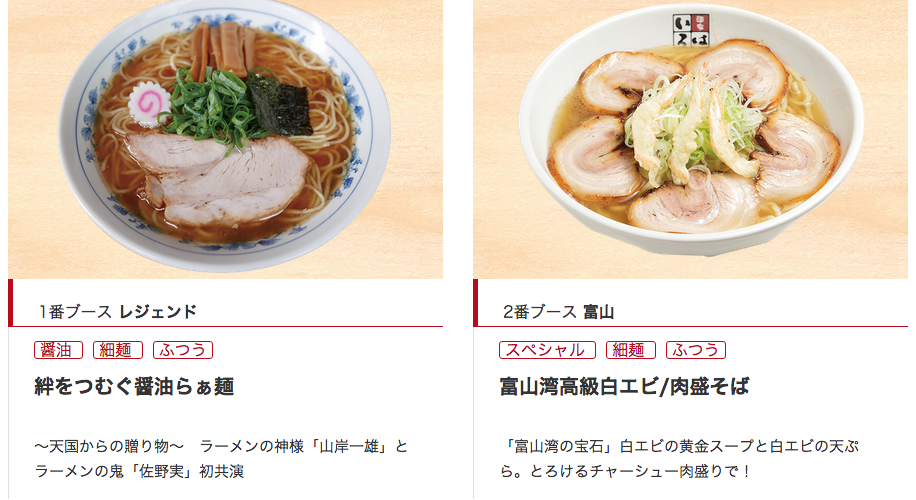 麺家
いろは
1番ブース レジェンド
醤油 細麺 ふつう
絆をつむぐ醤油らぁ麺
〜天国からの贈り物〜　ラーメンの神様「山岸一雄」と
ラーメンの鬼「佐野実」初共演
2番ブース 富山
スペシャル 細麺 ふつう
富山湾高級白エビ/肉盛そば
「富山湾の宝石」白エビの黄金スープと白エビの天ぷ
ら。とろけるチャーシュー肉盛りで！